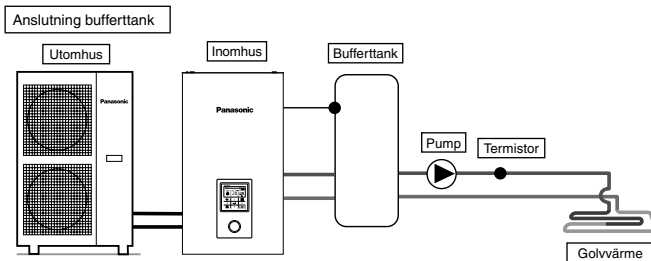 Anslutning bufferttank
Utomhus
Inomhus
Bufferttank
Panasonic
Panasonic
Pump
Termistor
Golvvärme